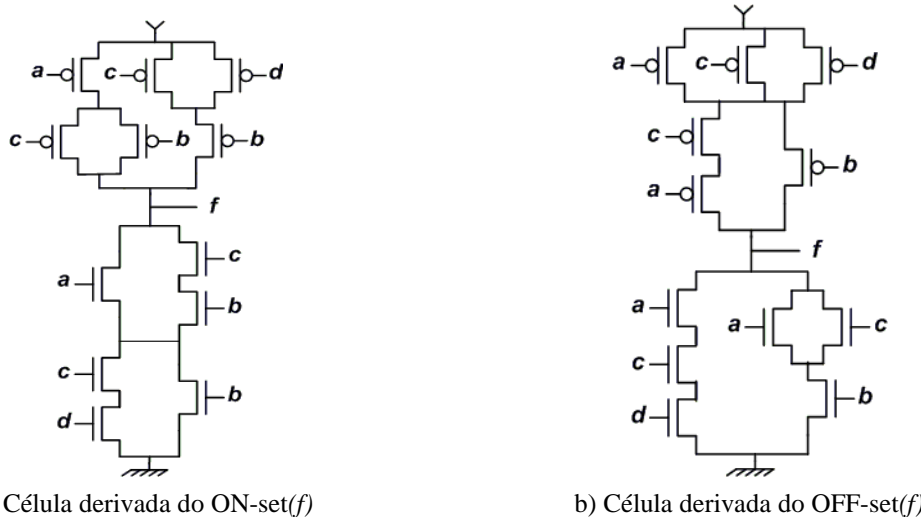 a c d
c b b
f
a c
b
c b
d
Célula derivada do ON-set(f)
a c d
c
b
a
f
a a c
c
b
d
b) Célula derivada do OFF-set(f)